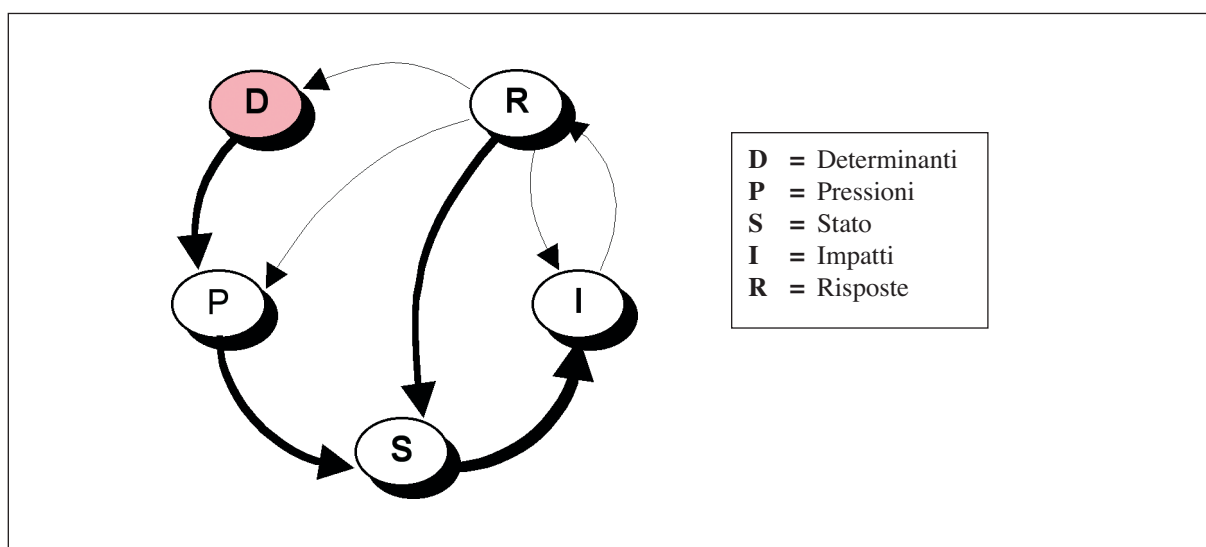 D
R
P
I
S
D = Determinanti
P = Pressioni
S = Stato
I = Impatti
R = Risposte